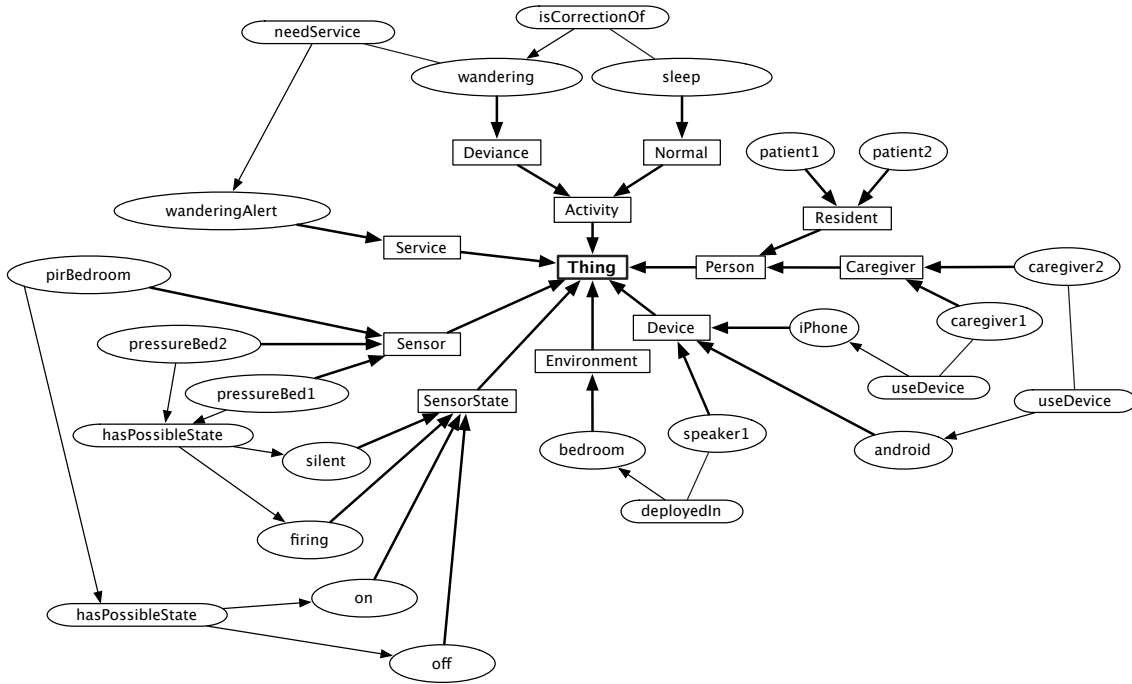 isCorrectionOf
needService
wandering
sleep
Deviance
Normal
patient1
patient2
wanderingAlert
Activity
Resident
Service
Thing
Person
Caregiver
caregiver2
pirBedroom
Device
iPhone
caregiver1
pressureBed2
Sensor
Environment
pressureBed1
useDevice
SensorState
useDevice
hasPossibleState
speaker1
silent
bedroom
android
deployedIn
firing
on
hasPossibleState
off